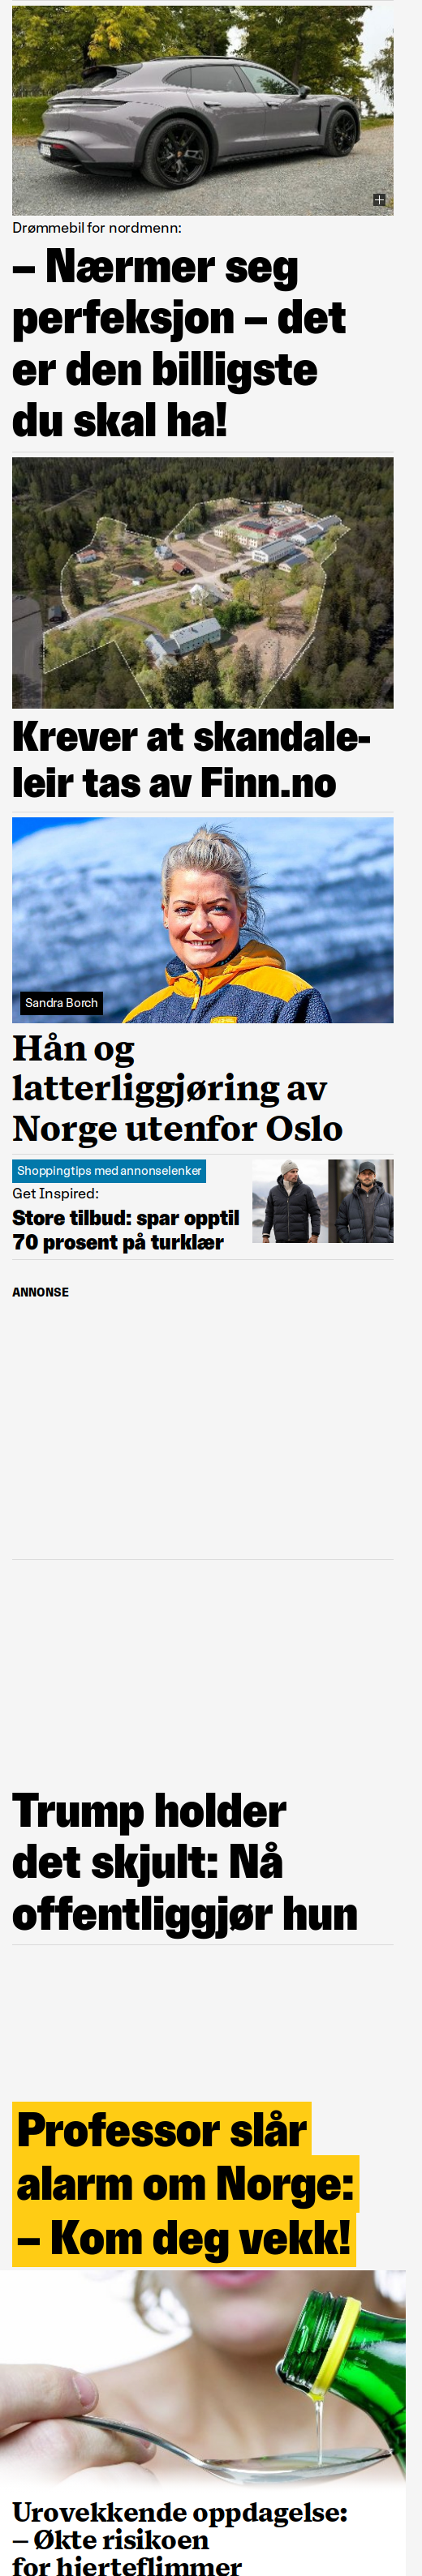 Drømmebil for nordmenn:
– Nærmer seg
perfeksjon – det
er den billigste
du skal ha!
Krever at skandale-
leir tas av Finn.no
Sandra Borch
Hån og
latterliggjøring av
Norge utenfor Oslo
Shoppingtips med annonselenker
Get Inspired:
Store tilbud: spar opptil
70 prosent på turklær
ANNONSE
Trump holder
det skjult: Nå
offentliggjør hun
Professor slår
alarm om Norge:
– Kom deg vekk!
Urovekkende oppdagelse:
– Økte risikoen
for hjerteflimmer